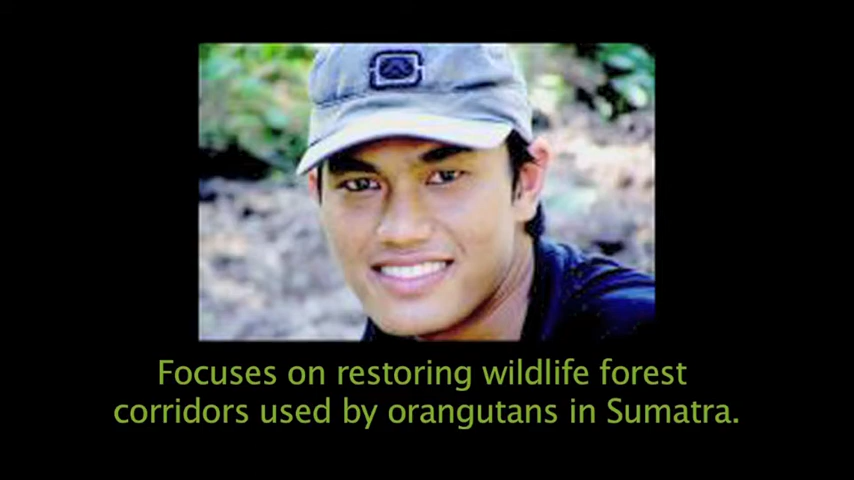 Focuses on restoring wildlife forest
corridors used by orangutans in Sumatra.